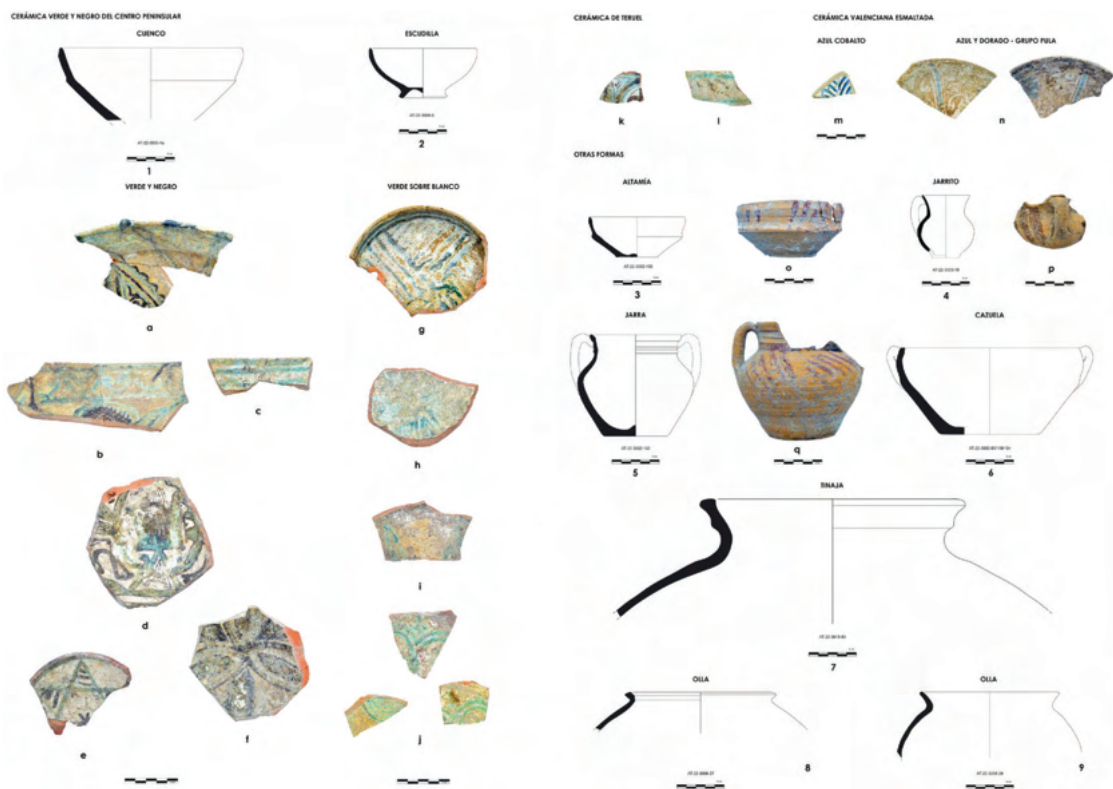 CERÁMICA VERDE Y NEGRO DEL CENTRO PENINSULAR
CUENCO
1
ESCUDILLA
2
VERDE Y NEGRO
a
b
c
d
e
f
VERDE SOBRE BLANCO
g
h
i
j
CERÁMICA DE TERUEL
k
l
CERÁMICA VALENCIANA ESMALTADA
AZUL COBALTO
m
AZUL Y DORADO - GRUPO PULA
n
OTRAS FORMAS
ALTAMÍA
3
o
JARRITO
4
p
JARRA
5
q
CAZUELA
6
TINAJA
7
OLLA
8
OLLA
9